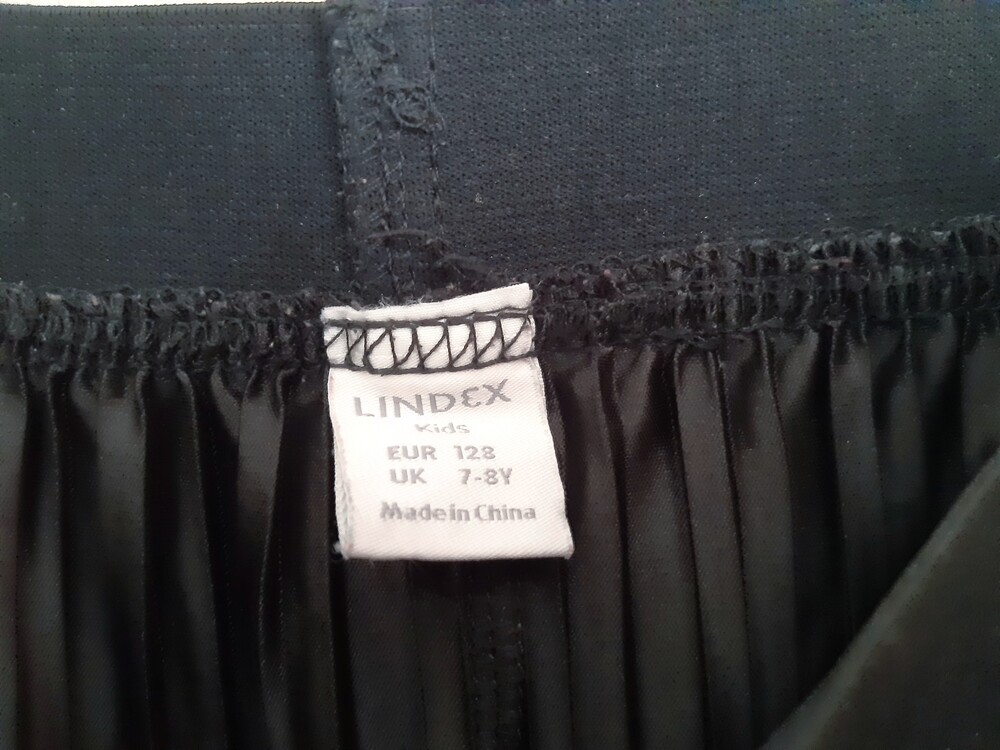 LINDEX
Kids
EUR 128
UK 7-8Y
Made in China